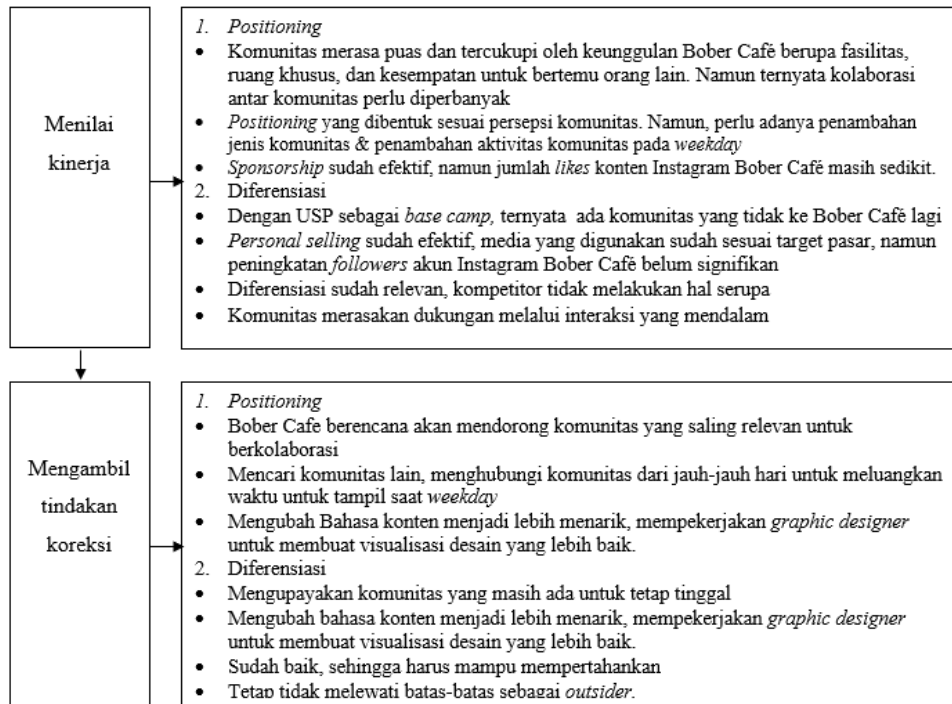 Menilai
kinerja
1. Positioning
• Komunitas merasa puas dan tercukupi oleh keunggulan Bober Café berupa fasilitas,
ruang khusus, dan kesempatan untuk bertemu orang lain. Namun ternyata kolaborasi
antar komunitas perlu diperbanyak
• Positioning yang dibentuk sesuai persepsi komunitas. Namun, perlu adanya penambahan
jenis komunitas & penambahan aktivitas komunitas pada weekday
• Sponsorship sudah efektif, namun jumlah likes konten Instagram Bober Café masih sedikit.
2. Diferensiasi
• Dengan USP sebagai base camp, ternyata ada komunitas yang tidak ke Bober Café lagi
• Personal selling sudah efektif, media yang digunakan sudah sesuai target pasar, namun
peningkatan followers akun Instagram Bober Café belum signifikan
• Diferensiasi sudah relevan, kompetitor tidak melakukan hal serupa
• Komunitas merasakan dukungan melalui interaksi yang mendalam
Mengambil
tindakan
koreksi
1. Positioning
• Bober Cafe berencana akan mendorong komunitas yang saling relevan untuk
berkolaborasi
• Mencari komunitas lain, menghubungi komunitas dari jauh-jauh hari untuk meluangkan
waktu untuk tampil saat weekday
• Mengubah Bahasa konten menjadi lebih menarik, mempekerjakan graphic designer
untuk membuat visualisasi desain yang lebih baik.
2. Diferensiasi
• Mengupayakan komunitas yang masih ada untuk tetap tinggal
• Mengubah bahasa konten menjadi lebih menarik, mempekerjakan graphic designer
untuk membuat visualisasi desain yang lebih baik.
• Sudah baik, sehingga harus mampu mempertahankan
• Tetap tidak melewati batas-batas sebagai outsider.